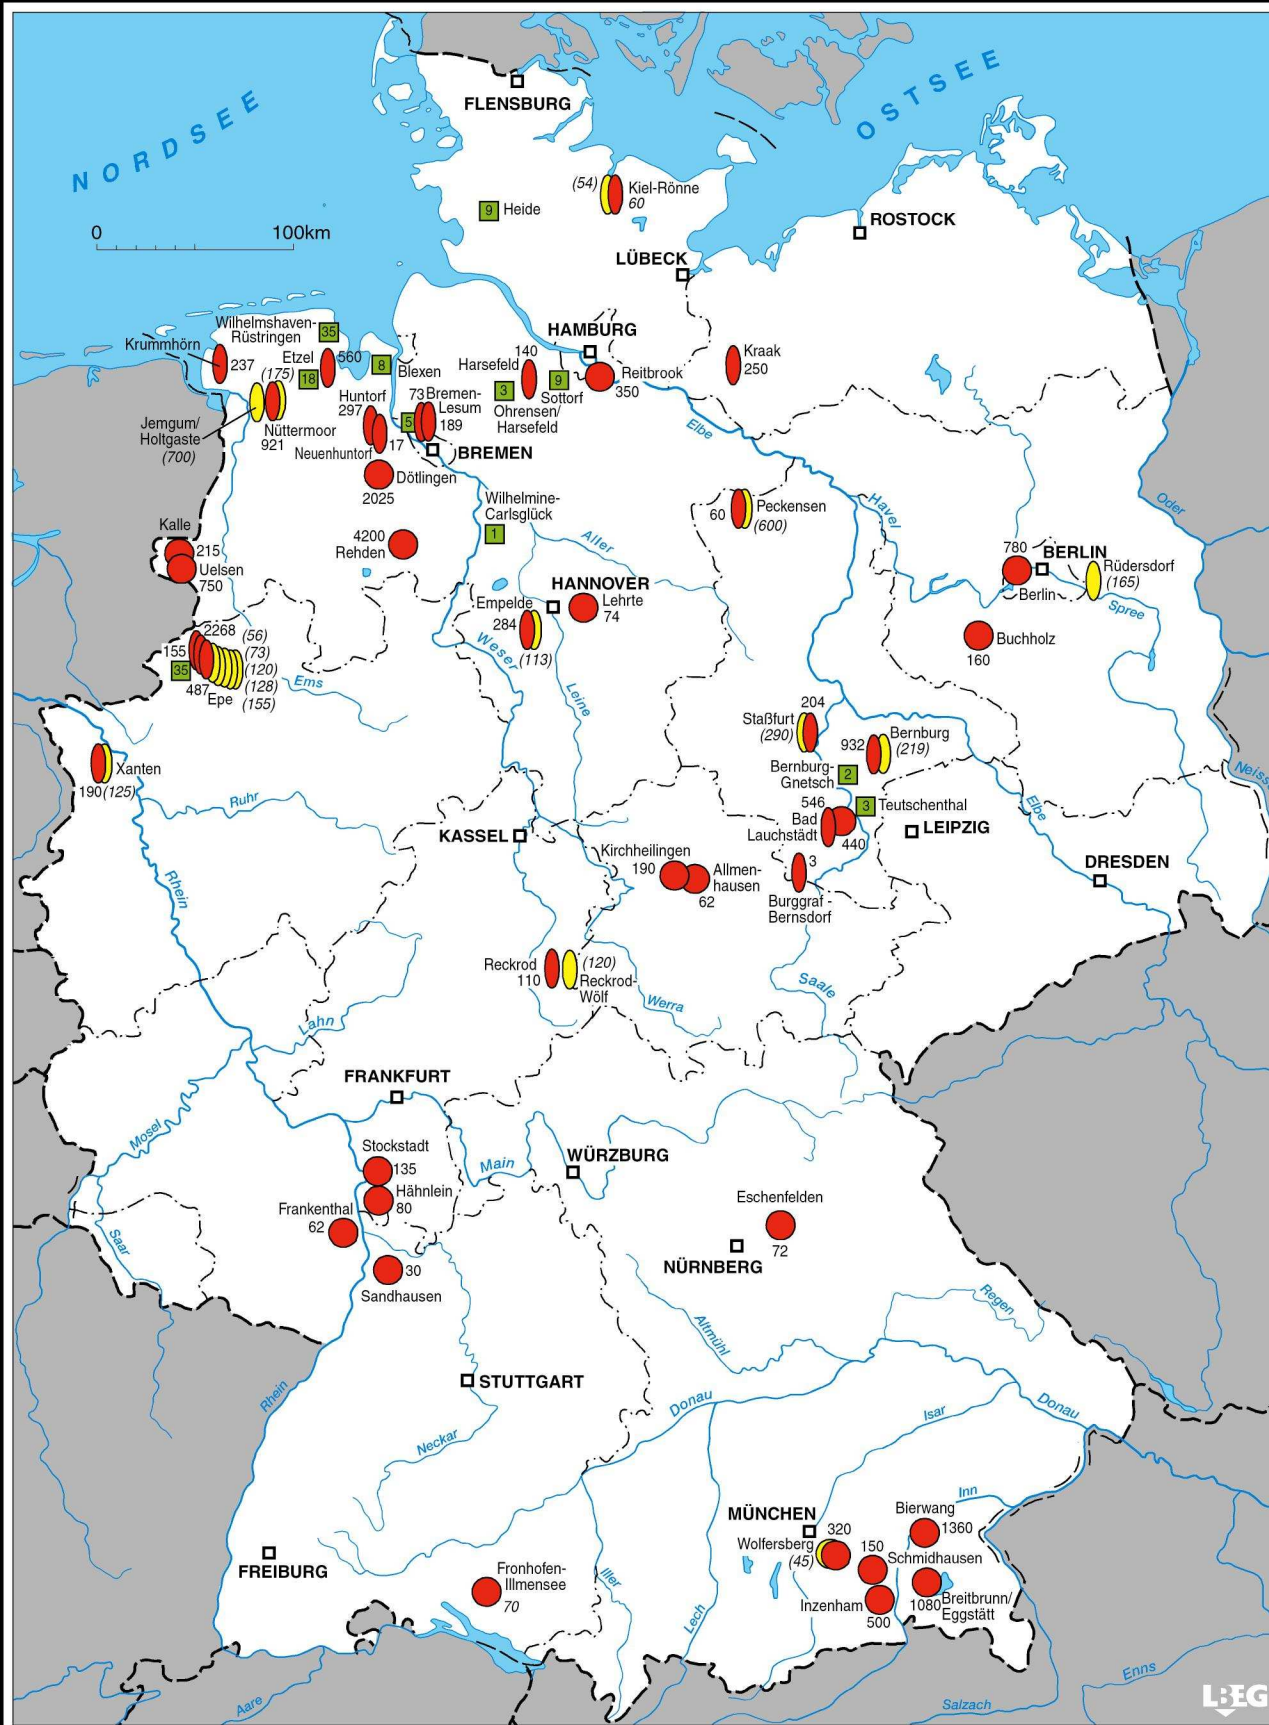 NORDSEE
OSTSEE
FLENSBURG
(54)
Kiel-Rönne
60
9
Heide
ROSTOCK
0
100km
LÜBECK
Wilhelmshaven-
Rüstringen
35
HAMBURG
Krummhörn
237
Etzel
560
18
(175)
8
Blexen
140
Harsefeld
3
9
Sottorf
Ohrensen/
Harsefeld
Reitbrook
350
Kraak
250
Jemgum/
Holtgaste
(700)
Nüttermoor
921
Huntorf
297
Neuenhuntorf
17
73
Bremen-
Lesum
189
5
BREMEN
Elbe
Dötlingen
2025
Wilhelmine-
Carlsglück
1
60
Peckensen
(600)
Havel
Oder
Kalle
215
Uelsen
750
4200
Rehden
Aller
780
BERLIN
Berlin
Rüdersdorf
(165)
Spree
HANNOVER
Lehrte
74
Empelde
284
(113)
Weser
Leine
Buchholz
160
2268
155
35
487
Epe
(56)
(73)
(120)
(128)
(155)
Ems
204
Staßfurt
(290)
Bernburg
932
(219)
Bernburg-
Gnetsch
2
Neisse
Xanten
190
(125)
Ruhr
546
Bad
Lauchstädt
440
3
Teutschenthal
LEIPZIG
Elbe
KASSEL
DRESDEN
Kirchheilingen
190
Allmen-
hausen
62
3
Burggraf -
Bernsdorf
Rhein
Reckrod
110
(120)
Reckrod-
Wölf
Werra
Saale
Lahn
FRANKFURT
Mosel
Stockstadt
135
Main
WÜRZBURG
Hähnlein
80
Frankenthal
62
Saar
Eschenfelden
72
NÜRNBERG
30
Sandhausen
Regen
Altmühl
STUTTGART
Rhein
Donau
Donau
Isar
Neckar
Inn
Bierwang
1360
MÜNCHEN
320
Wolfersberg
(45)
150
Schmidhausen
FREIBURG
Fronhofen-
Illmensee
70
Iller
Lech
Inzenham
500
1080
Breitbrunn/
Eggstätt
Aare
Salzach
Enns
LBEG